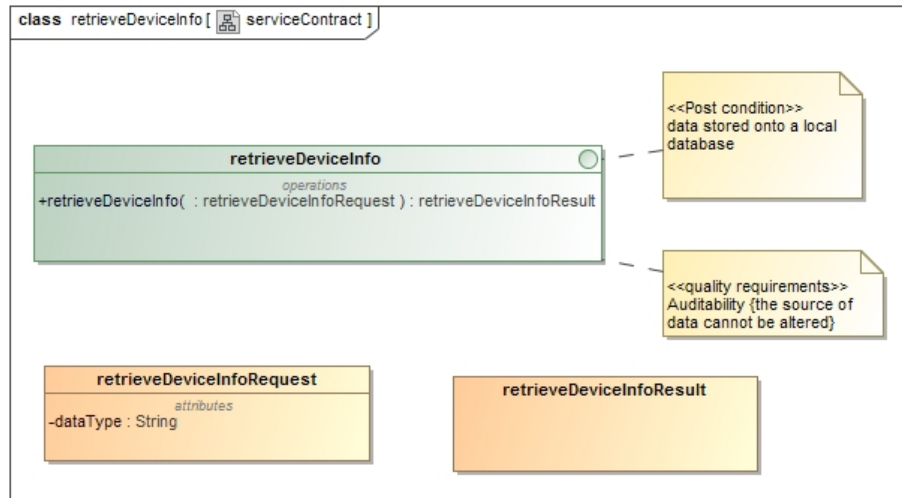 class retrieveDeviceInfo [ serviceContract ]
<<Post condition>>
data stored onto a local
database
retrieveDeviceInfo
operations
+retrieveDeviceInfo( : retrieveDeviceInfoRequest ) : retrieveDeviceInfoResult
<<quality requirements>>
Auditability {the source of
data cannot be altered}
retrieveDeviceInfoRequest
attributes
-dataType : String
retrieveDeviceInfoResult